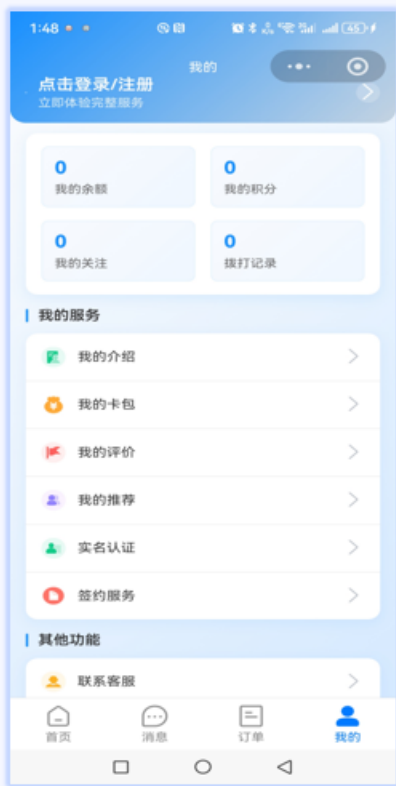 1:48
45
我的
点击登录/注册
立即体验完整服务
0
我的余额
0
我的积分
0
我的关注
0
拨打记录
我的服务
我的介绍
我的卡包
我的评价
我的推荐
实名认证
签约服务
其他功能
联系客服
首页
消息
订单
我的